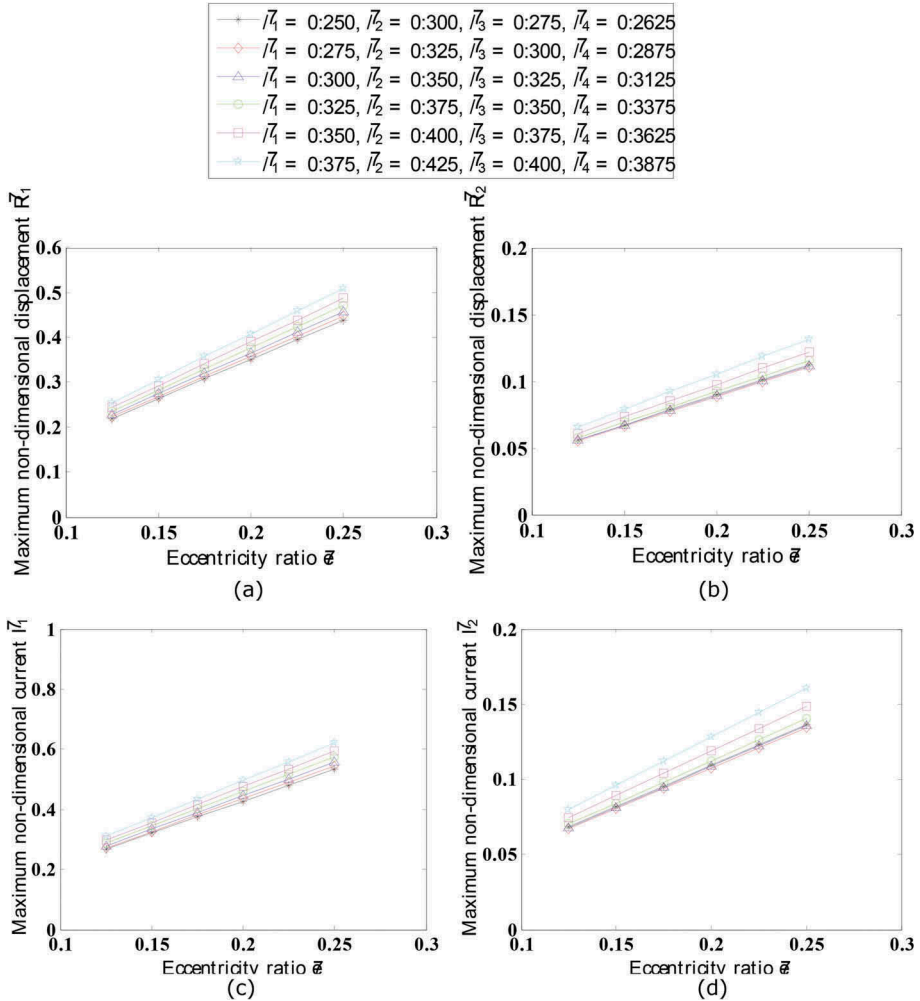 l̄1 = 0:250, l̄2 = 0:300, l̄3 = 0:275, l̄4 = 0:2625
l̄1 = 0:275, l̄2 = 0:325, l̄3 = 0:300, l̄4 = 0:2875
l̄1 = 0:300, l̄2 = 0:350, l̄3 = 0:325, l̄4 = 0:3125
l̄1 = 0:325, l̄2 = 0:375, l̄3 = 0:350, l̄4 = 0:3375
l̄1 = 0:350, l̄2 = 0:400, l̄3 = 0:375, l̄4 = 0:3625
l̄1 = 0:375, l̄2 = 0:425, l̄3 = 0:400, l̄4 = 0:3875
Maximum non-dimensional displacement R̄1
0.6
0.5
0.4
0.3
0.2
0.1
0
0.1 0.15 0.2 0.25 0.3
Eccentricity ratio ē
(a)
Maximum non-dimensional displacement R̄2
0.2
0.15
0.1
0.05
0
0.1 0.15 0.2 0.25 0.3
Eccentricity ratio ē
(b)
Maximum non-dimensional current Ī1
1
0.8
0.6
0.4
0.2
0
0.1 0.15 0.2 0.25 0.3
Eccentricity ratio ē
(c)
Maximum non-dimensional current Ī2
0.2
0.15
0.1
0.05
0
0.1 0.15 0.2 0.25 0.3
Eccentricity ratio ē
(d)